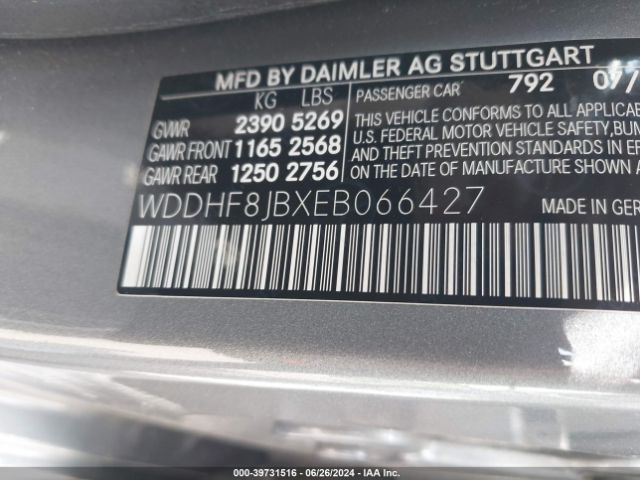 MFD BY DAIMLER AG STUTTGART
KG LBS
PASSENGER CAR 792 07/
GVWR 2390 5269
GAWR FRONT 1165 2568
GAWR REAR 1250 2756
THIS VEHICLE CONFORMS TO ALL APPLICABL
U.S. FEDERAL MOTOR VEHICLE SAFETY, BUM
AND THEFT PREVENTION STANDARDS IN EF
THE DATE OF MANUFACTURE SHOWN A
WDDHF8JBXEB066427
MADE IN GER
000-39731516 - 06/26/2024 - IAA Inc.